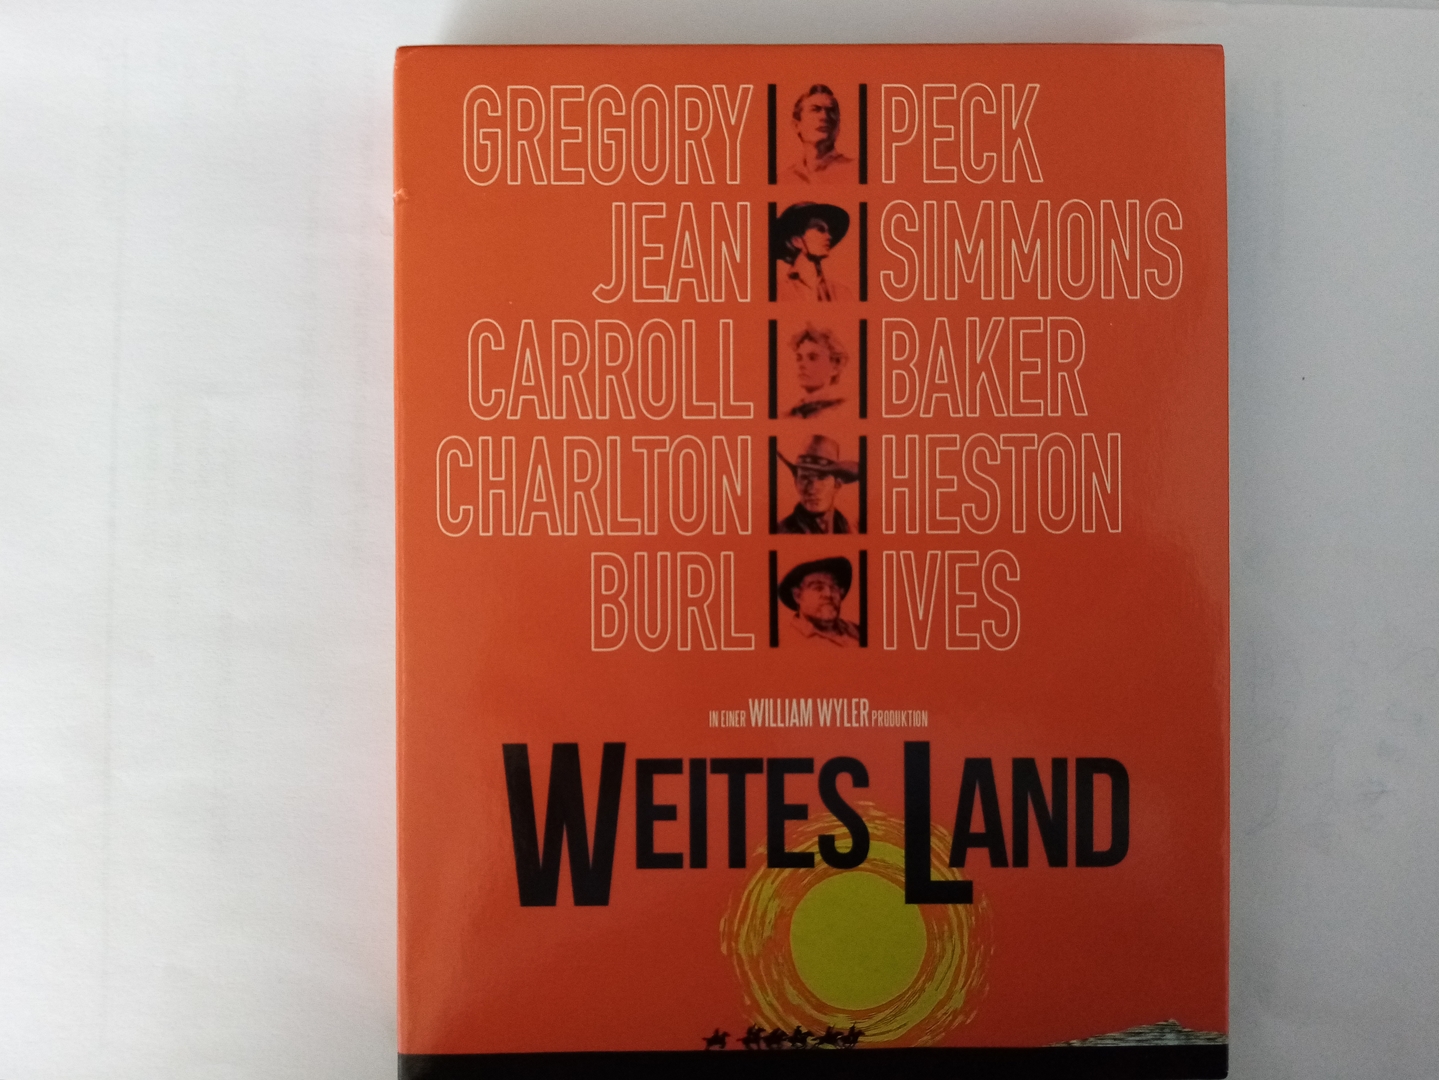 GREGORY PECK
JEAN SIMMONS
CARROLL BAKER
CHARLTON HESTON
BURL IVES
IN EINER WILLIAM WYLER PRODUKTION
WEITES LAND